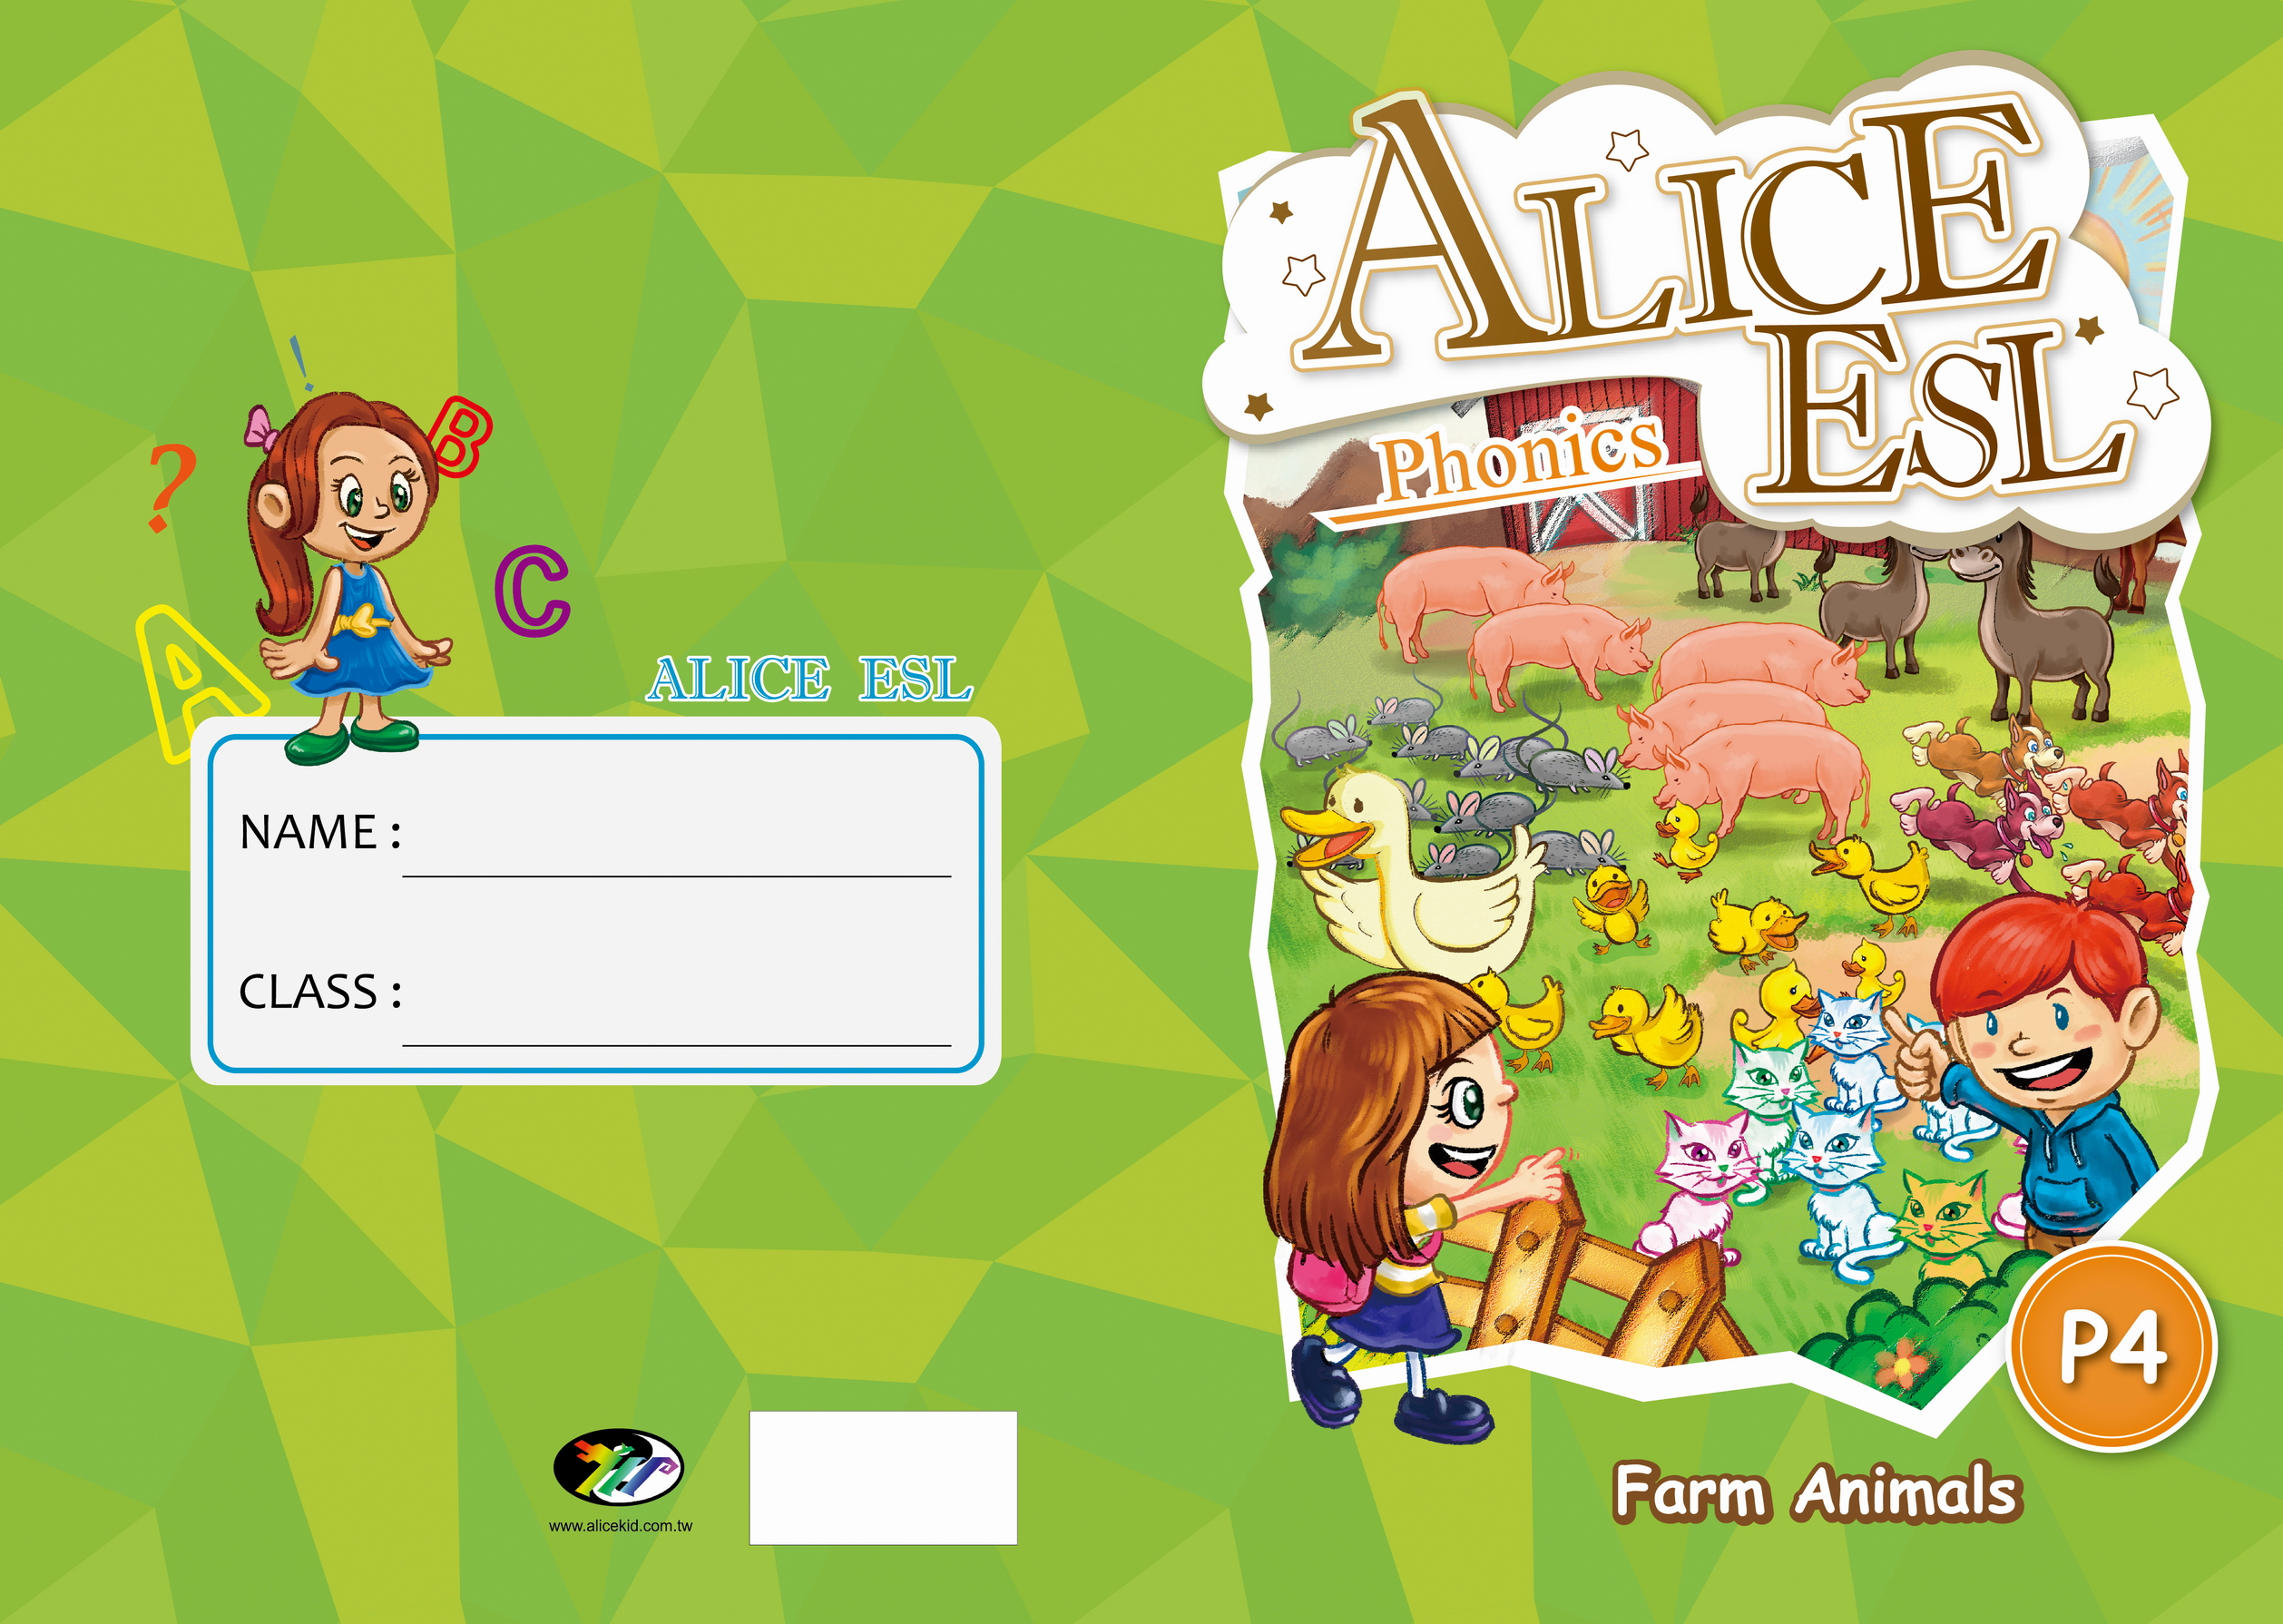 !
?
B
C
A
ALICE ESL
NAME :
CLASS :
www.alicekid.com.tw
ALICE
ESL
Phonics
P4
Farm Animals